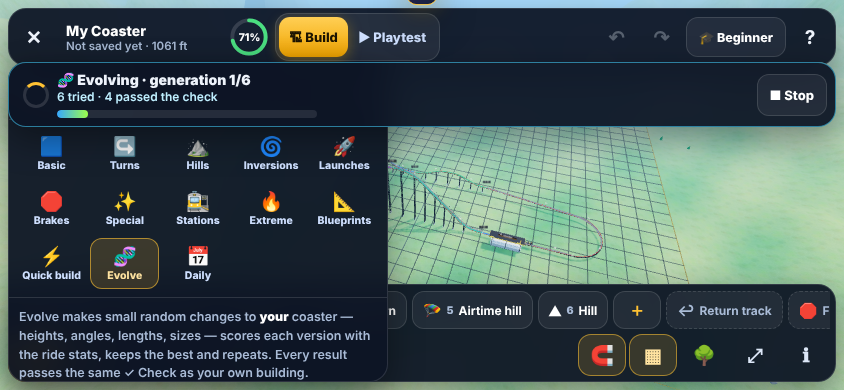 ✕ My Coaster
Not saved yet · 1061 ft
71%
Build
Playtest
Beginner
?
Evolving · generation 1/6
6 tried · 4 passed the check
Stop
Basic Turns Hills Inversions Launches
Brakes Special Stations Extreme Blueprints
Quick build Evolve Daily
JULY 17
Evolve makes small random changes to your coaster —
heights, angles, lengths, sizes — scores each version with
the ride stats, keeps the best and repeats. Every result
passes the same ✓ Check as your own building.
5 Airtime hill
6 Hill
+
Return track